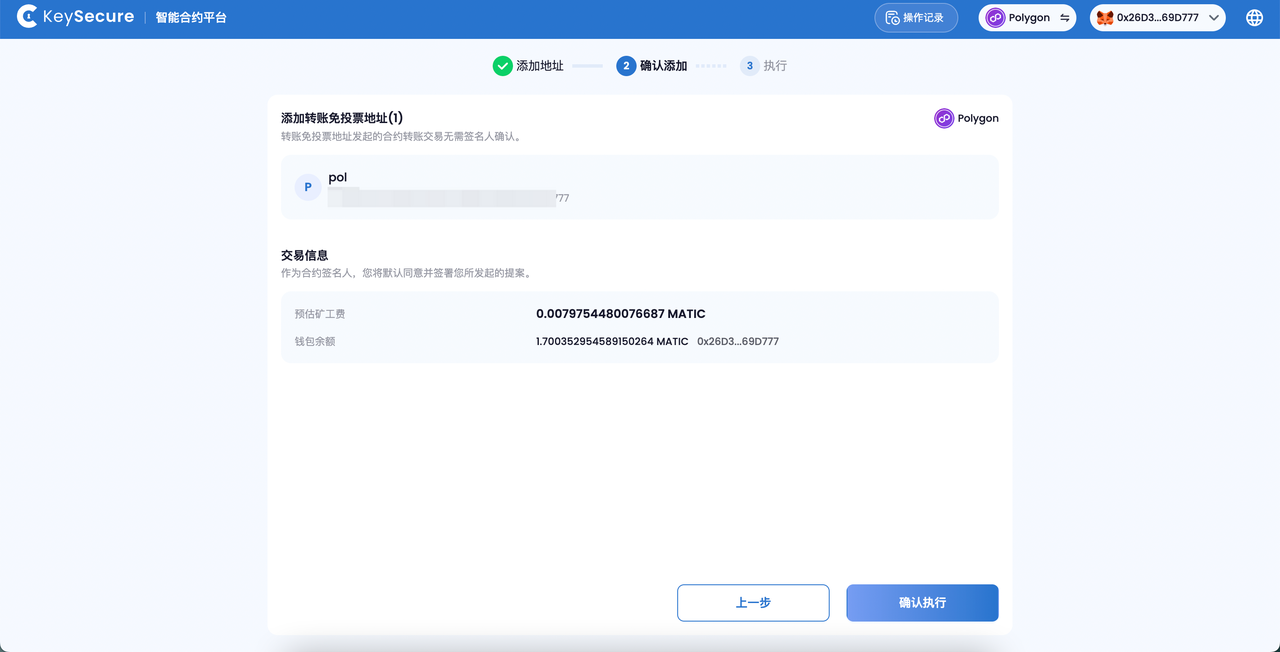 KeySecure 智能合约平台 操作记录 Polygon 0x26D3...69D777
添加地址 2 确认添加 3 执行
添加转账免投票地址(1) Polygon
转账免投票地址发起的合约转账交易无需签名人确认。
P pol
777
交易信息
作为合约签名人，您将默认同意并签署您所发起的提案。
预估矿工费 0.0079754480076687 MATIC
钱包余额 1.700352954589150264 MATIC 0x26D3...69D777
上一步 确认执行